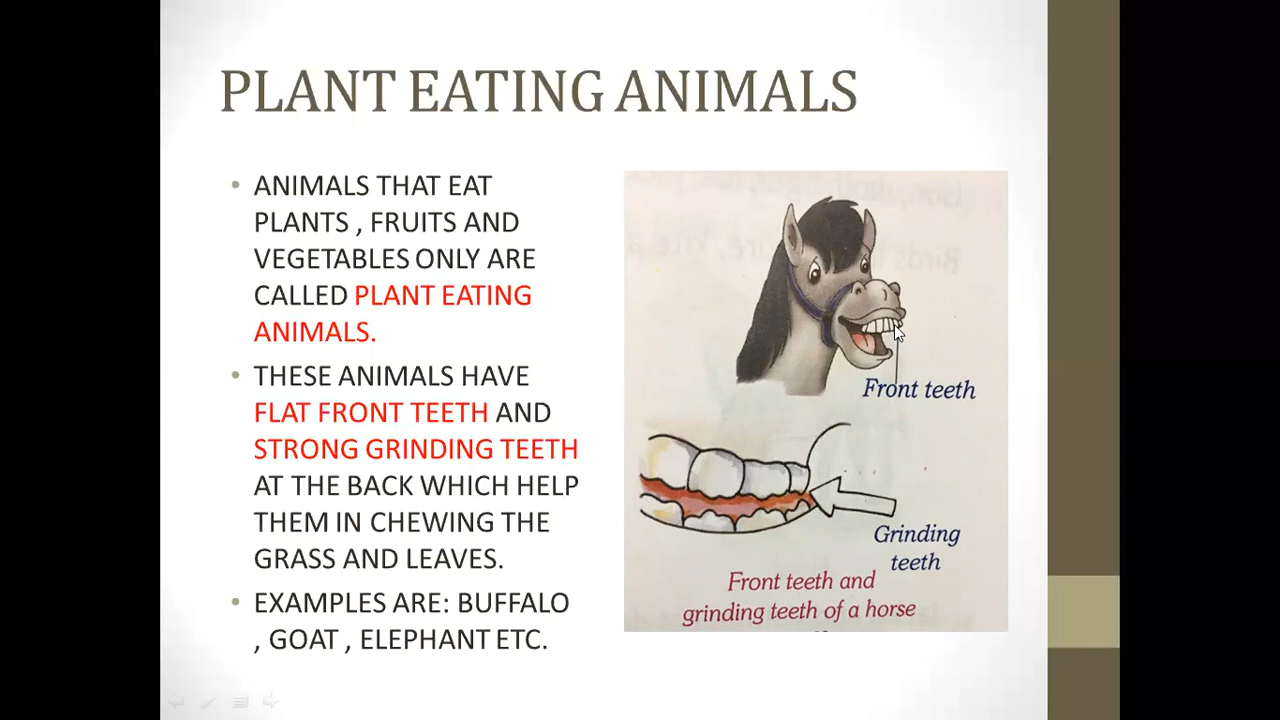 PLANT EATING ANIMALS
• ANIMALS THAT EAT
PLANTS , FRUITS AND
VEGETABLES ONLY ARE
CALLED PLANT EATING
ANIMALS.
• THESE ANIMALS HAVE
FLAT FRONT TEETH AND
STRONG GRINDING TEETH
AT THE BACK WHICH HELP
THEM IN CHEWING THE
GRASS AND LEAVES.
• EXAMPLES ARE: BUFFALO
, GOAT , ELEPHANT ETC.
Front teeth
Grinding
teeth
Front teeth and
grinding teeth of a horse